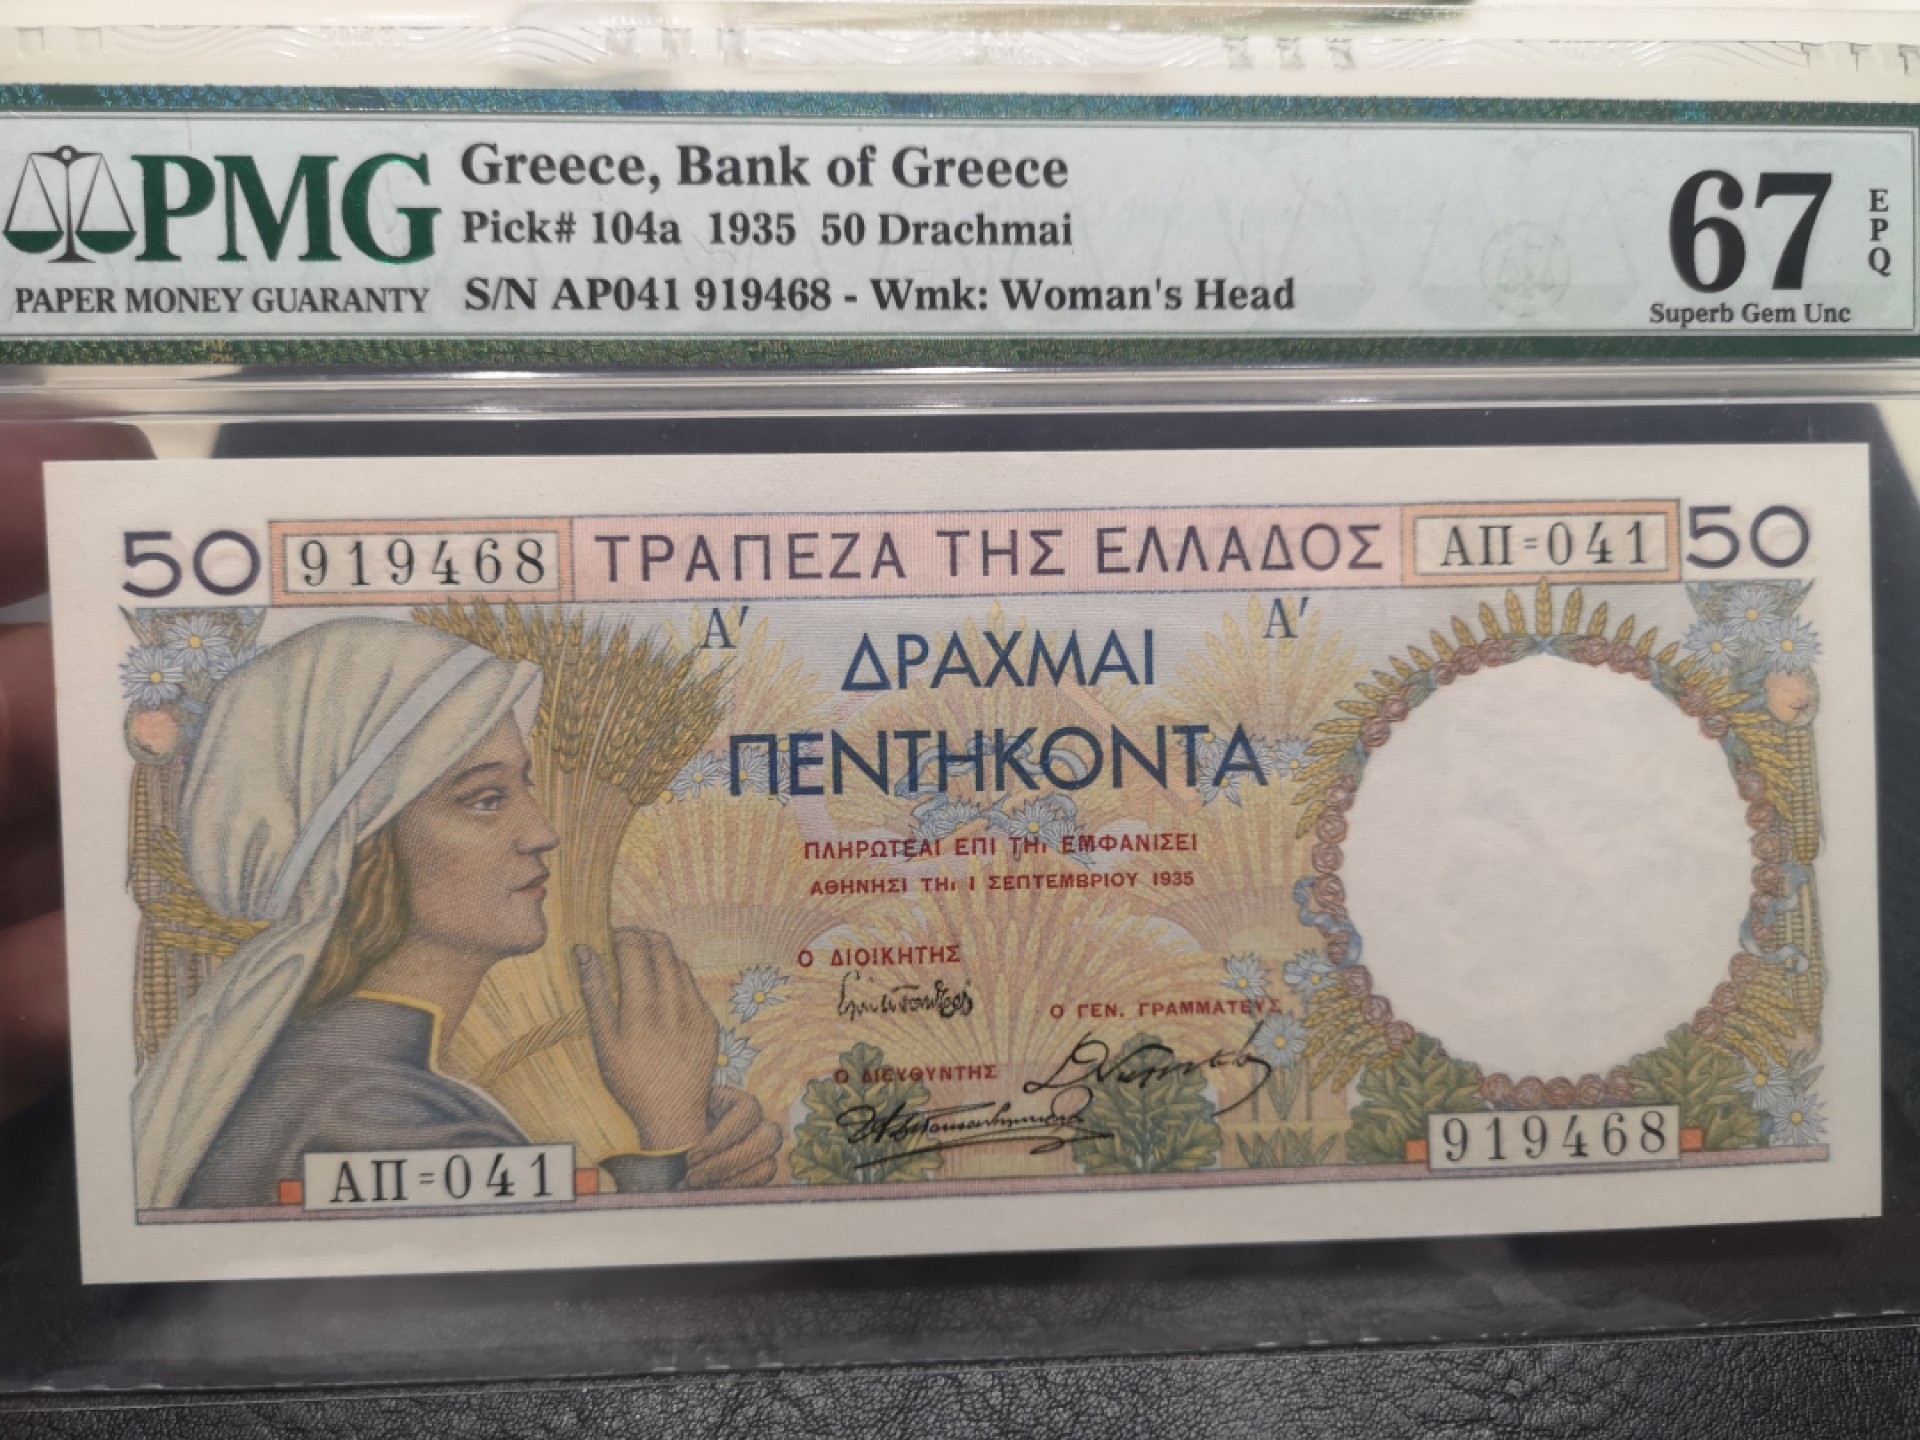 PMG
PAPER MONEY GUARANTY
Greece, Bank of Greece
Pick# 104a 1935 50 Drachmai
S/N AP041 919468 - Wmk: Woman's Head
67
EPQ
Superb Gem Unc
50 919468 ΤΡΑΠΕΖΑ ΤΗΣ ΕΛΛΑΔΟΣ ΑΠ=041 50
Α′ Α′
ΔΡΑΧΜΑΙ
ΠΕΝΤΗΚΟΝΤΑ
ΠΛΗΡΩΤΕΑΙ ΕΠΙ ΤΗι ΕΜΦΑΝΙΣΕΙ
ΑΘΗΝΗΣΙ ΤΗι 1 ΣΕΠΤΕΜΒΡΙΟΥ 1935
Ο ΔΙΟΙΚΗΤΗΣ
Ο ΓΕΝ. ΓΡΑΜΜΑΤΕΥΣ
Ο ΔΙΕΥΘΥΝΤΗΣ
ΑΠ=041 919468